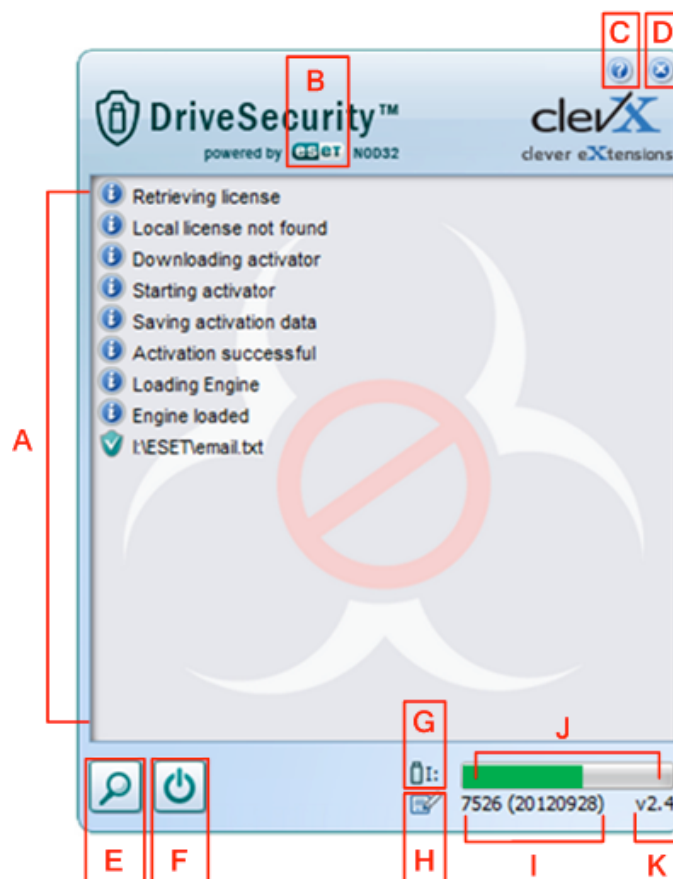 C D
B
DriveSecurity™
powered by eseT NOD32
clevX
clever eXtensions
Retrieving license
Local license not found
Downloading activator
Starting activator
Saving activation data
Activation successful
Loading Engine
Engine loaded
A
I:\ESET\email.txt
G
J
I:
7526 (20120928) v2.4
E F H I K